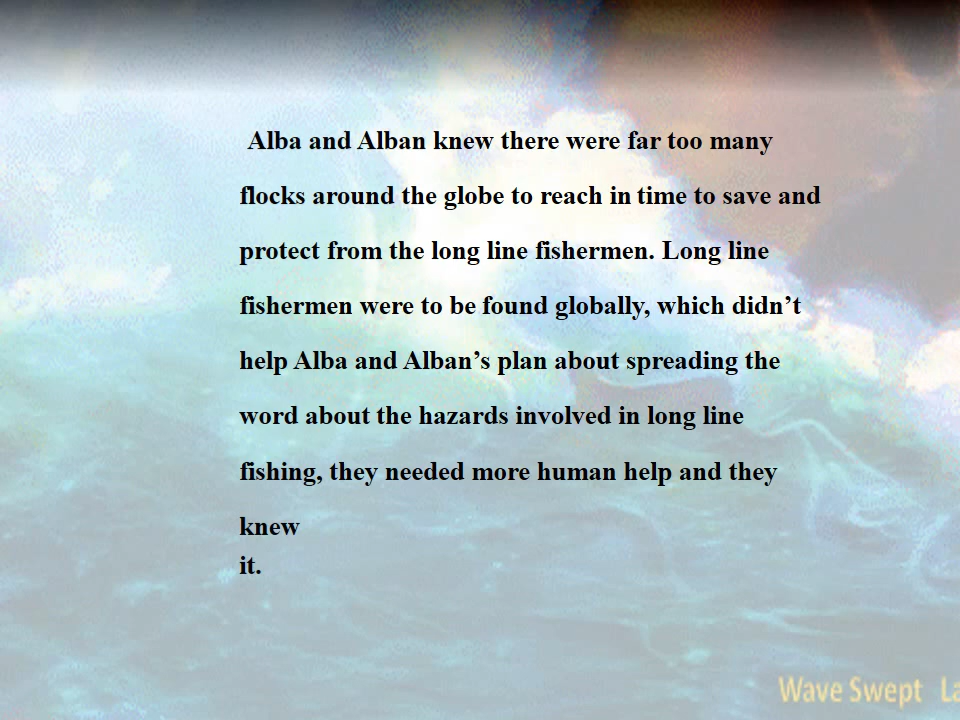 Alba and Alban knew there were far too many
flocks around the globe to reach in time to save and
protect from the long line fishermen. Long line
fishermen were to be found globally, which didn’t
help Alba and Alban’s plan about spreading the
word about the hazards involved in long line
fishing, they needed more human help and they
knew
it.
Wave Swept La